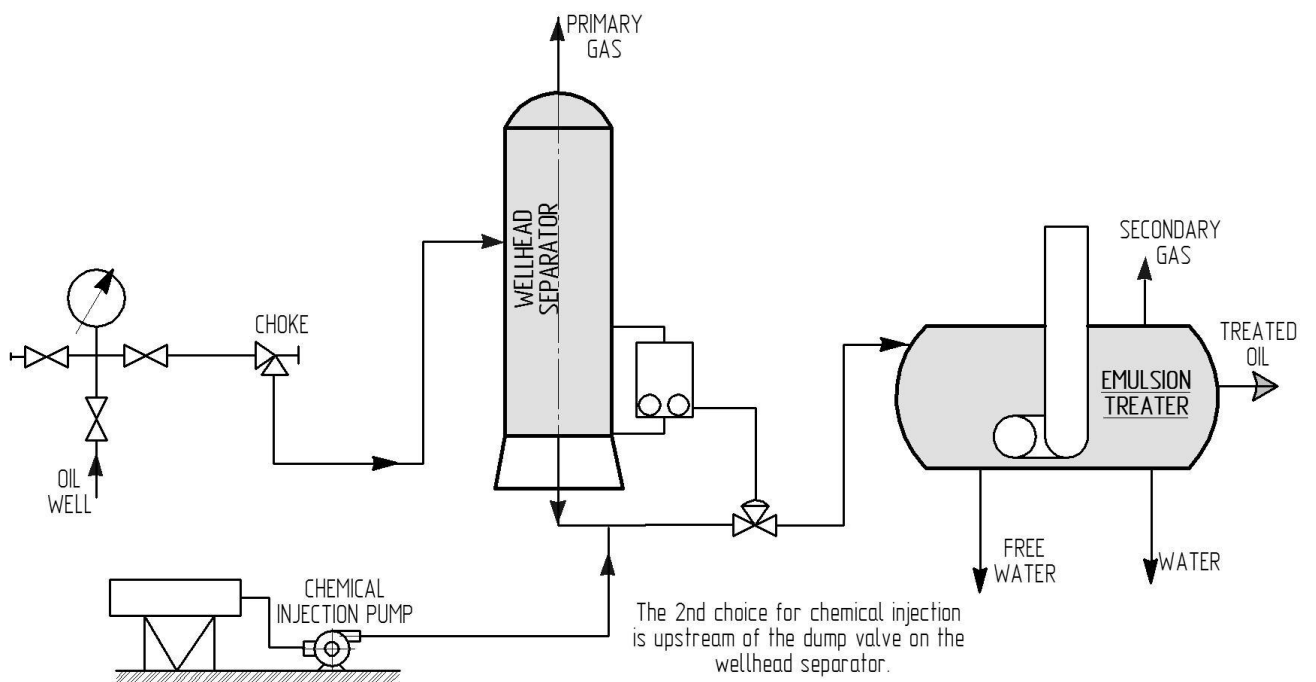 PRIMARY
GAS
WELLHEAD
SEPARATOR
SECONDARY
GAS
CHOKE
TREATED
OIL
EMULSION
TREATER
OIL
WELL
FREE
WATER
WATER
CHEMICAL
INJECTION PUMP
The 2nd choice for chemical injection
is upstream of the dump valve on the
wellhead separator.